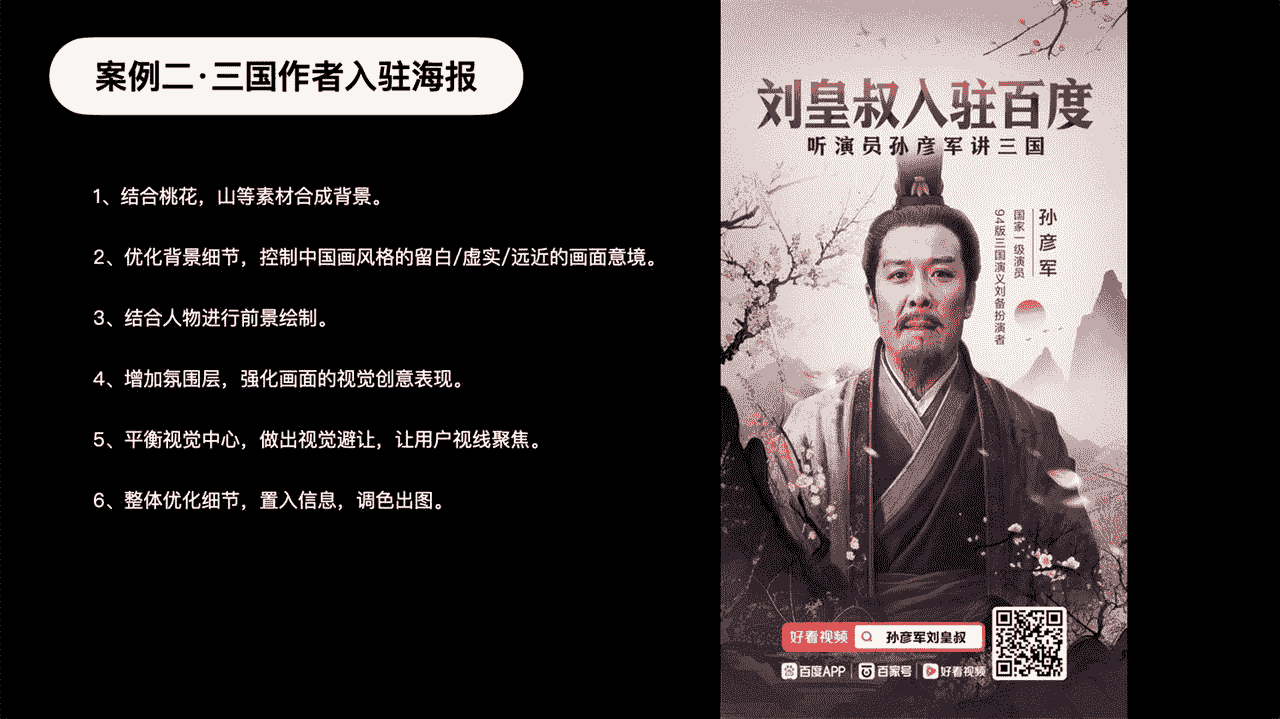 案例二·三国作者入驻海报
1、结合桃花，山等素材合成背景。
2、优化背景细节，控制中国画风格的留白/虚实/远近的画面意境。
3、结合人物进行前景绘制。
4、增加氛围层，强化画面的视觉创意表现。
5、平衡视觉中心，做出视觉避让，让用户视线聚焦。
6、整体优化细节，置入信息，调色出图。
刘皇叔入驻百度
听演员孙彦军讲三国
孙彦军
国家一级演员
94版三国演义刘备扮演者
好看视频 孙彦军刘皇叔
百度APP 百家号 好看视频